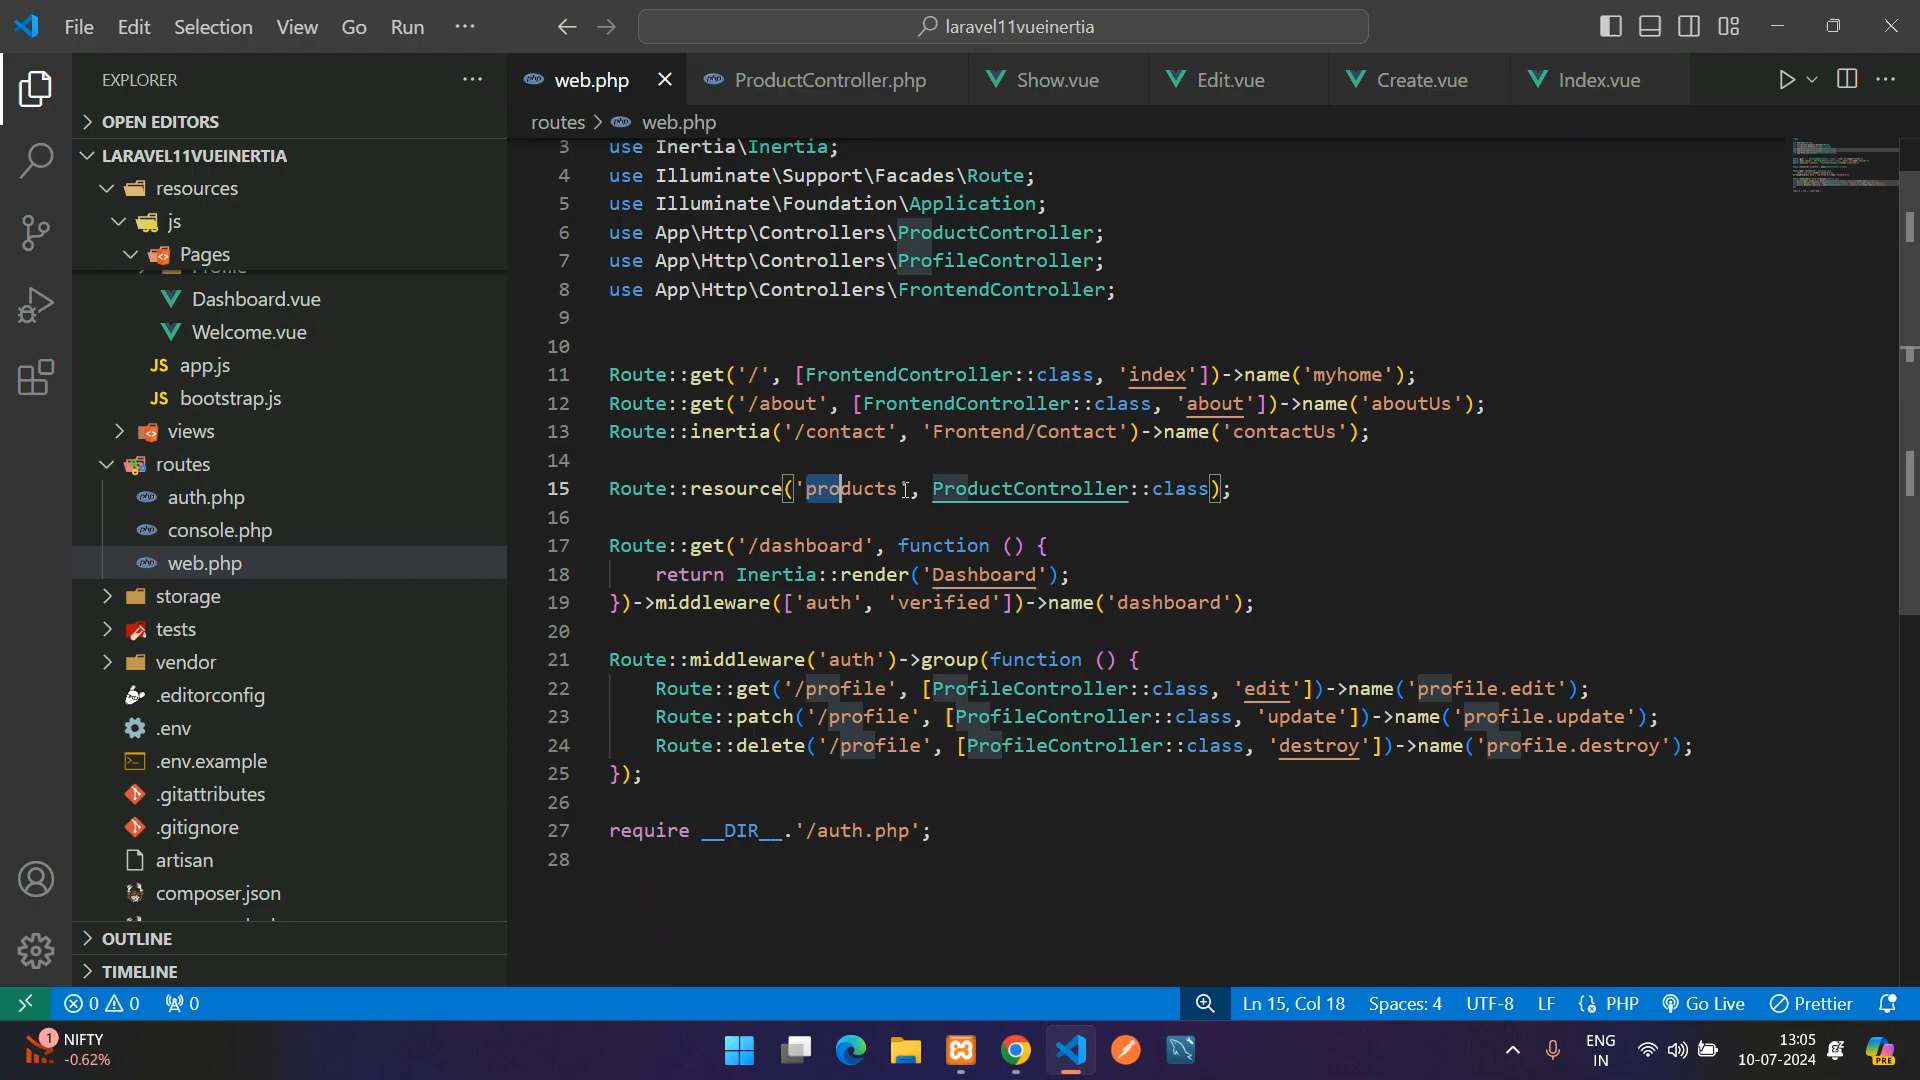 File Edit Selection View Go Run ···
laravel11vueinertia
EXPLORER
OPEN EDITORS
LARAVEL11VUEINERTIA
resources
js
Pages
Profile
Dashboard.vue
Welcome.vue
JS app.js
JS bootstrap.js
views
routes
php auth.php
php console.php
php web.php
storage
tests
vendor
.editorconfig
.env
.env.example
.gitattributes
.gitignore
artisan
composer.json
OUTLINE
TIMELINE
php web.php php ProductController.php Show.vue Edit.vue Create.vue Index.vue
routes > php web.php
3 use Inertia\Inertia;
4 use Illuminate\Support\Facades\Route;
5 use Illuminate\Foundation\Application;
6 use App\Http\Controllers\ProductController;
7 use App\Http\Controllers\ProfileController;
8 use App\Http\Controllers\FrontendController;
9
10
11 Route::get('/', [FrontendController::class, 'index'])->name('myhome');
12 Route::get('/about', [FrontendController::class, 'about'])->name('aboutUs');
13 Route::inertia('/contact', 'Frontend/Contact')->name('contactUs');
14
15 Route::resource('products', ProductController::class);
16
17 Route::get('/dashboard', function () {
18 return Inertia::render('Dashboard');
19 })->middleware(['auth', 'verified'])->name('dashboard');
20
21 Route::middleware('auth')->group(function () {
22 Route::get('/profile', [ProfileController::class, 'edit'])->name('profile.edit');
23 Route::patch('/profile', [ProfileController::class, 'update'])->name('profile.update');
24 Route::delete('/profile', [ProfileController::class, 'destroy'])->name('profile.destroy');
25 });
26
27 require __DIR__.'/auth.php';
28
0 0 0 Ln 15, Col 18 Spaces: 4 UTF-8 LF PHP Go Live Prettier
1 NIFTY
-0.62%
ENG
IN
13:05
10-07-2024
PRE